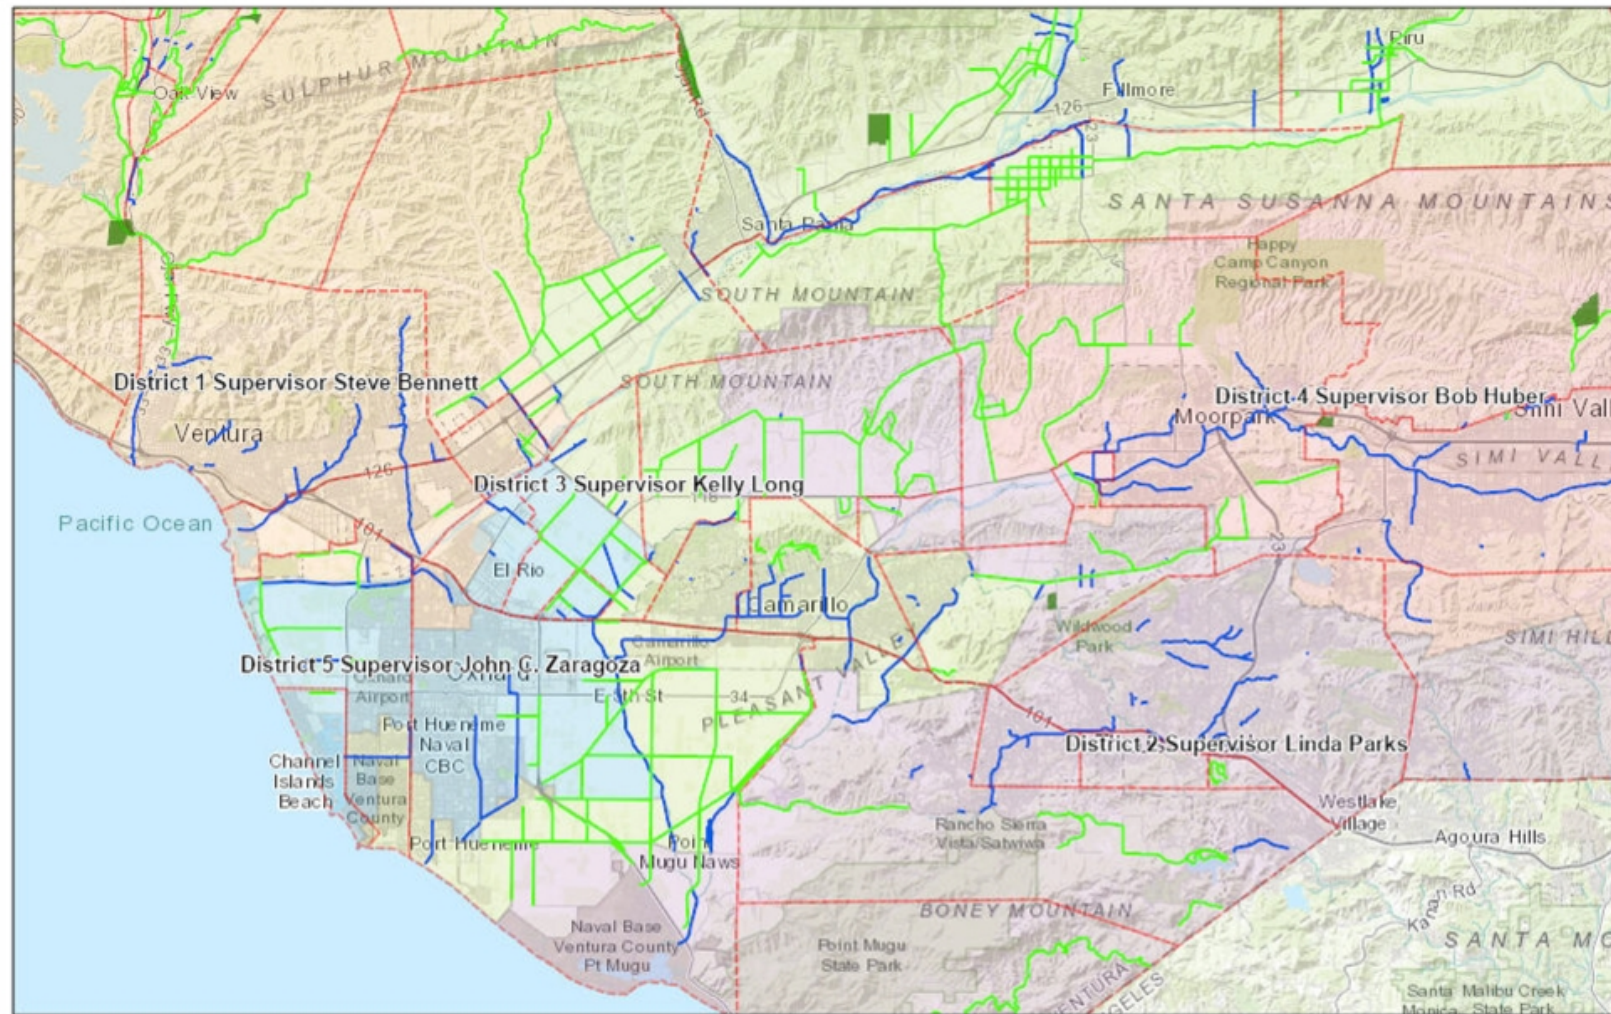 Piru
Oak View
SULPHUR MOUNTAIN
Fillmore
126
23
SANTA SUSANNA MOUNTAINS
Santa Paula
Happy
Camp Canyon
Regional Park
SOUTH MOUNTAIN
33
District 1 Supervisor Steve Bennett
SOUTH MOUNTAIN
District 4 Supervisor Bob Huber
Moorpark
Ventura
126
SIMI VALL
District 3 Supervisor Kelly Long
118
Pacific Ocean
101
23
El Rio
Camarillo
Wildwood
Park
SIMI HILL
Camarillo
Airport
District 5 Supervisor John C. Zaragoza
Oxnard
Oxnard
Airport
E 5th St
34
PLEASANT VALLEY
101
Port Hueneme
Naval
CBC
District 2 Supervisor Linda Parks
Channel
Islands
Beach
Naval
Base
Ventura
County
Westlake
Village
Rancho Sierra
Vista/Satwiwa
Agoura Hills
Port Hueneme
Point
Mugu Naws
Kanan Rd
BONEY MOUNTAIN
Naval Base
Ventura County
Pt Mugu
Point Mugu
State Park
SANTA MO
VENTURA
GELES
Santa
Monica
Malibu Creek
State Park